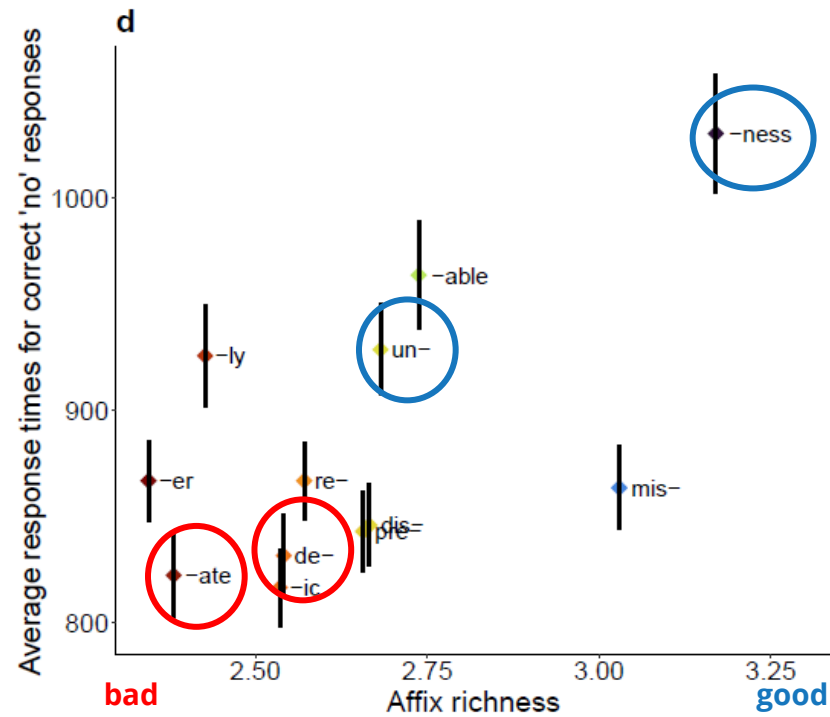 d
Average response times for correct 'no' responses
1000
900
800
−ness
−able
un−
−ly
−er
re−
mis−
dis−
pre−
de−
−ate
−ic
2.50 2.75 3.00 3.25
bad Affix richness good